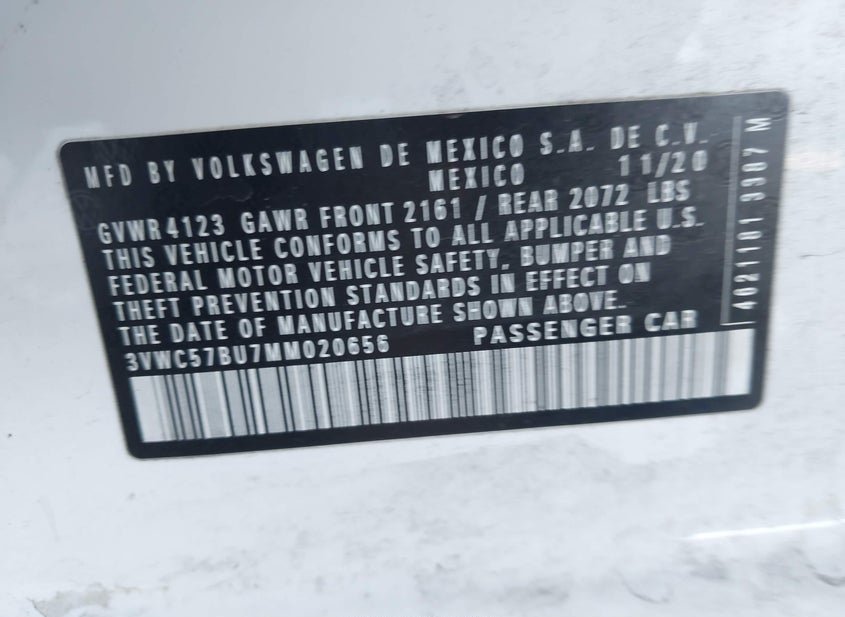 MFD BY VOLKSWAGEN DE MEXICO S.A. DE C.V.
MEXICO 11/20
GVWR 4123 GAWR FRONT 2161 / REAR 2072 LBS
THIS VEHICLE CONFORMS TO ALL APPLICABLE U.S.
FEDERAL MOTOR VEHICLE SAFETY, BUMPER AND
THEFT PREVENTION STANDARDS IN EFFECT ON
THE DATE OF MANUFACTURE SHOWN ABOVE.
3VWC57BU7MM020656 PASSENGER CAR